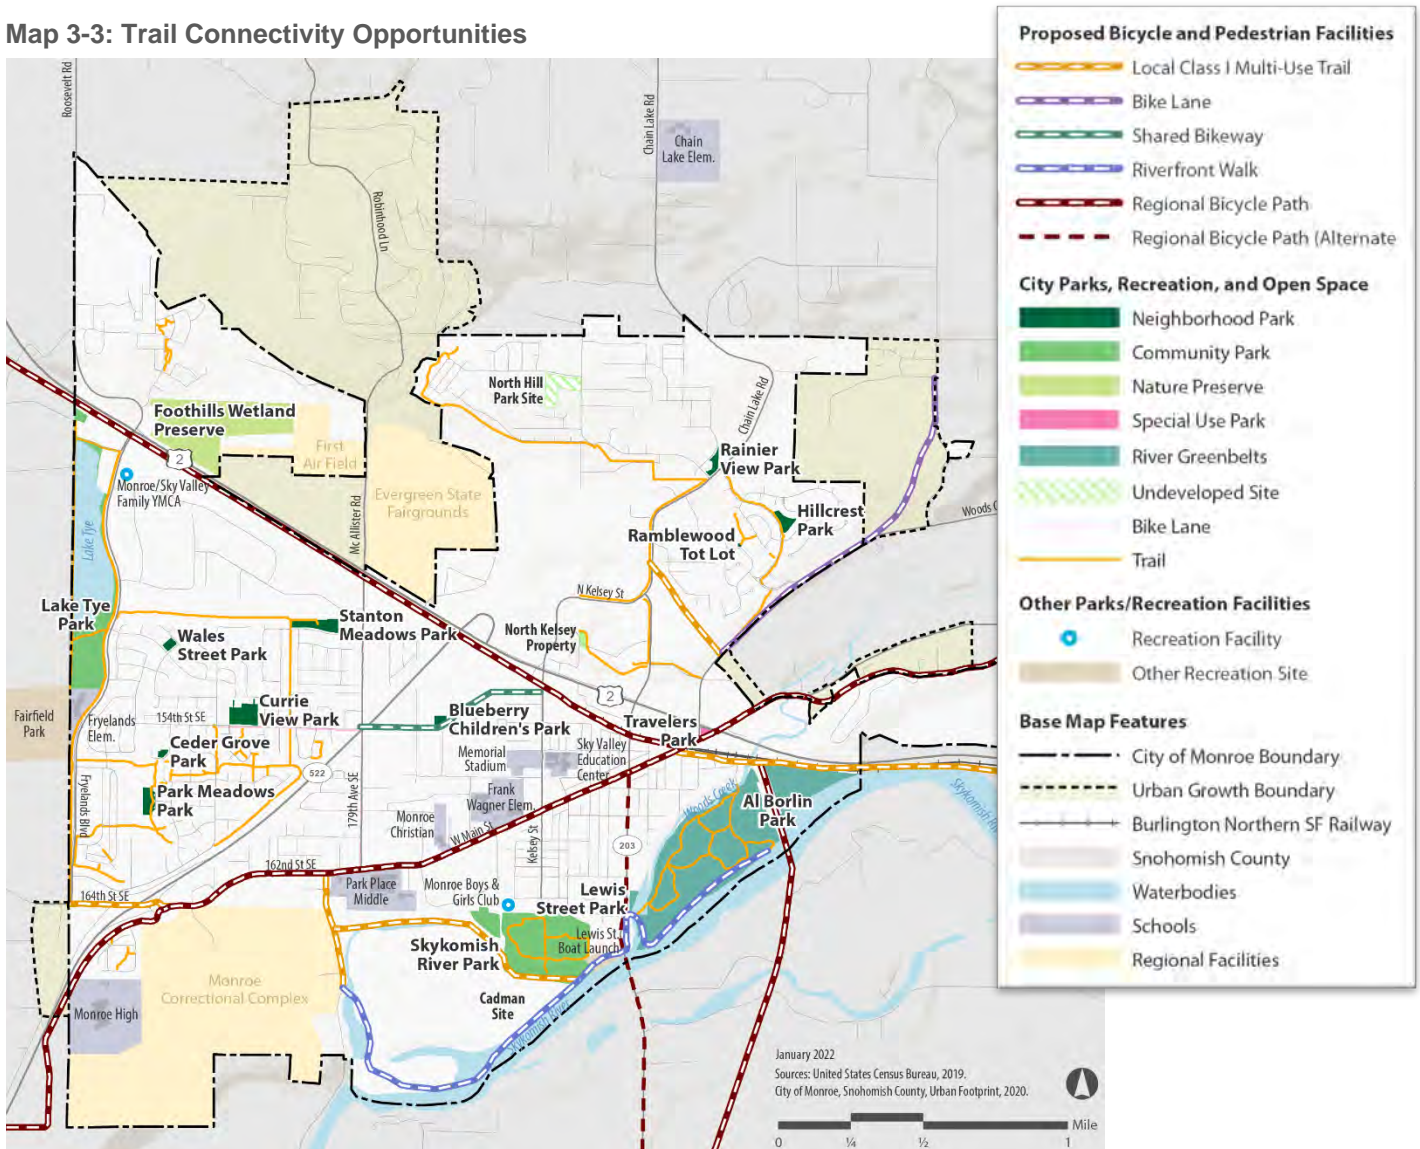 Map 3-3: Trail Connectivity Opportunities
Proposed Bicycle and Pedestrian Facilities
Local Class I Multi-Use Trail
Bike Lane
Shared Bikeway
Riverfront Walk
Regional Bicycle Path
Regional Bicycle Path (Alternate
City Parks, Recreation, and Open Space
Neighborhood Park
Community Park
Nature Preserve
Special Use Park
River Greenbelts
Undeveloped Site
Bike Lane
Trail
Other Parks/Recreation Facilities
Recreation Facility
Other Recreation Site
Base Map Features
City of Monroe Boundary
Urban Growth Boundary
Burlington Northern SF Railway
Snohomish County
Waterbodies
Schools
Regional Facilities
Roosevelt Rd
Chain Lake Rd
Chain
Lake Elem.
Robinhood Ln
North Hill
Park Site
Chain Lake Rd
Foothills Wetland
Preserve
First
Air Field
2
Rainier
View Park
Monroe/Sky Valley
Family YMCA
Evergreen State
Fairgrounds
Mc Allister Rd
Woods C
Hillcrest
Park
Ramblewood
Tot Lot
Lake Tye
N Kelsey St
Lake Tye
Park
Stanton
Meadows Park
Wales
Street Park
North Kelsey
Property
2
Currie
View Park
Fairfield
Park
Fryelands
Elem.
154th St SE
Blueberry
Children's Park
Travelers
Park
Ceder Grove
Park
Memorial
Stadium
Sky Valley
Education
Center
522
Park Meadows
Park
Fryelands Blvd
179th Ave SE
Frank
Wagner Elem.
Monroe
Christian
W Main St
Kelsey St
Woods Creek
Al Borlin
Park
Skykomish Riv
203
162nd St SE
164th St SE
Park Place
Middle
Monroe Boys &
Girls Club
Lewis
Street Park
Lewis St.
Boat Launch
Skykomish
River Park
Monroe
Correctional Complex
Monroe High
Cadman
Site
Skykomish River
January 2022
Sources: United States Census Bureau, 2019.
City of Monroe, Snohomish County, Urban Footprint, 2020.
Mile
0 ¼ ½ 1